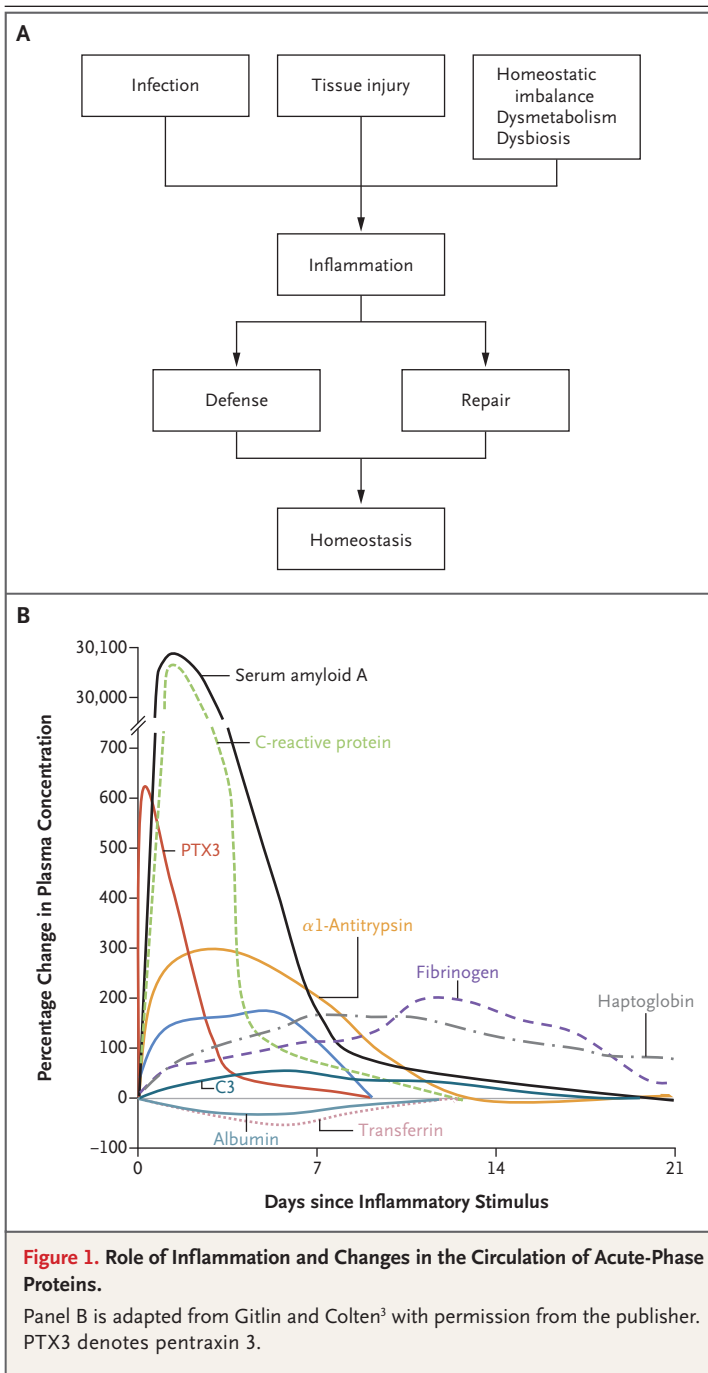 A
Infection
Tissue injury
Homeostatic
imbalance
Dysmetabolism
Dysbiosis
Inflammation
Defense
Repair
Homeostasis
B
Percentage Change in Plasma Concentration
30,100
30,000
700
600
500
400
300
200
100
0
−100
Serum amyloid A
C-reactive protein
PTX3
α1-Antitrypsin
Fibrinogen
Haptoglobin
C3
Albumin
Transferrin
0
7
14
21
Days since Inflammatory Stimulus
Figure 1. Role of Inflammation and Changes in the Circulation of Acute-Phase
Proteins.
Panel B is adapted from Gitlin and Colten³ with permission from the publisher.
PTX3 denotes pentraxin 3.